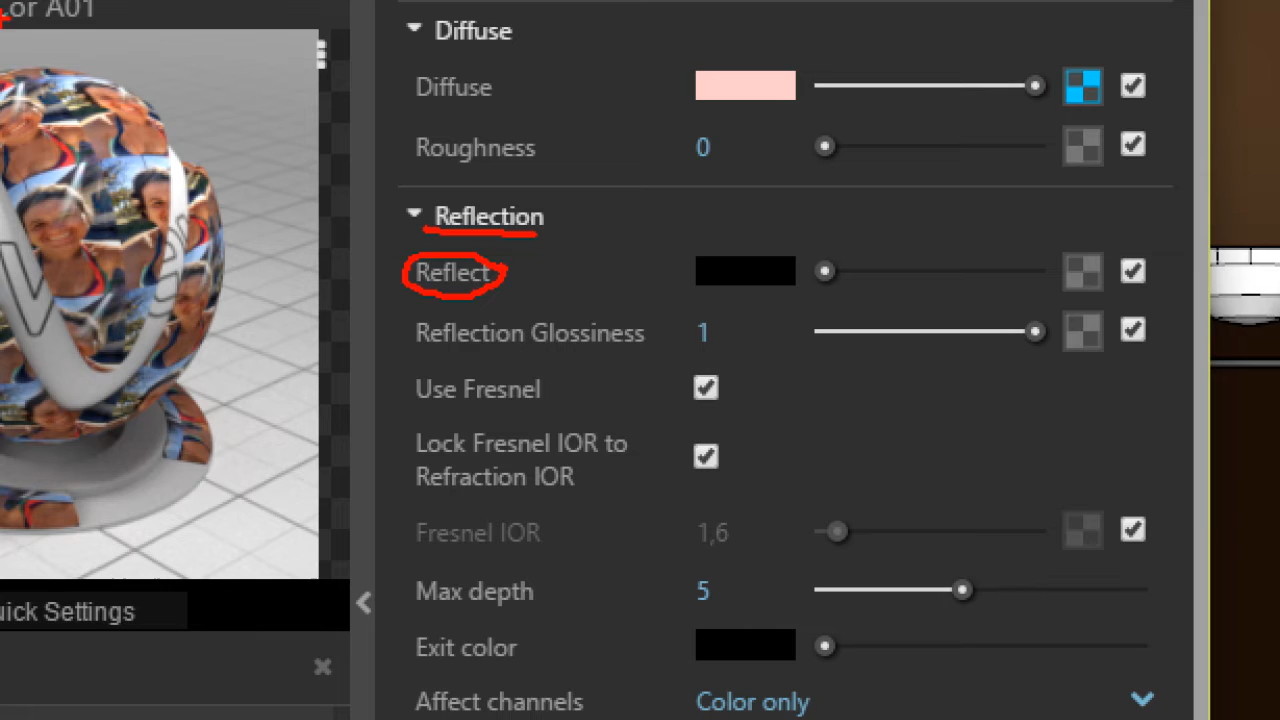 .or A01
Diffuse
Diffuse
Roughness 0
Reflection
Reflect
Reflection Glossiness 1
Use Fresnel
Lock Fresnel IOR to
Refraction IOR
Fresnel IOR 1,6
Max depth 5
uick Settings
Exit color
Affect channels Color only